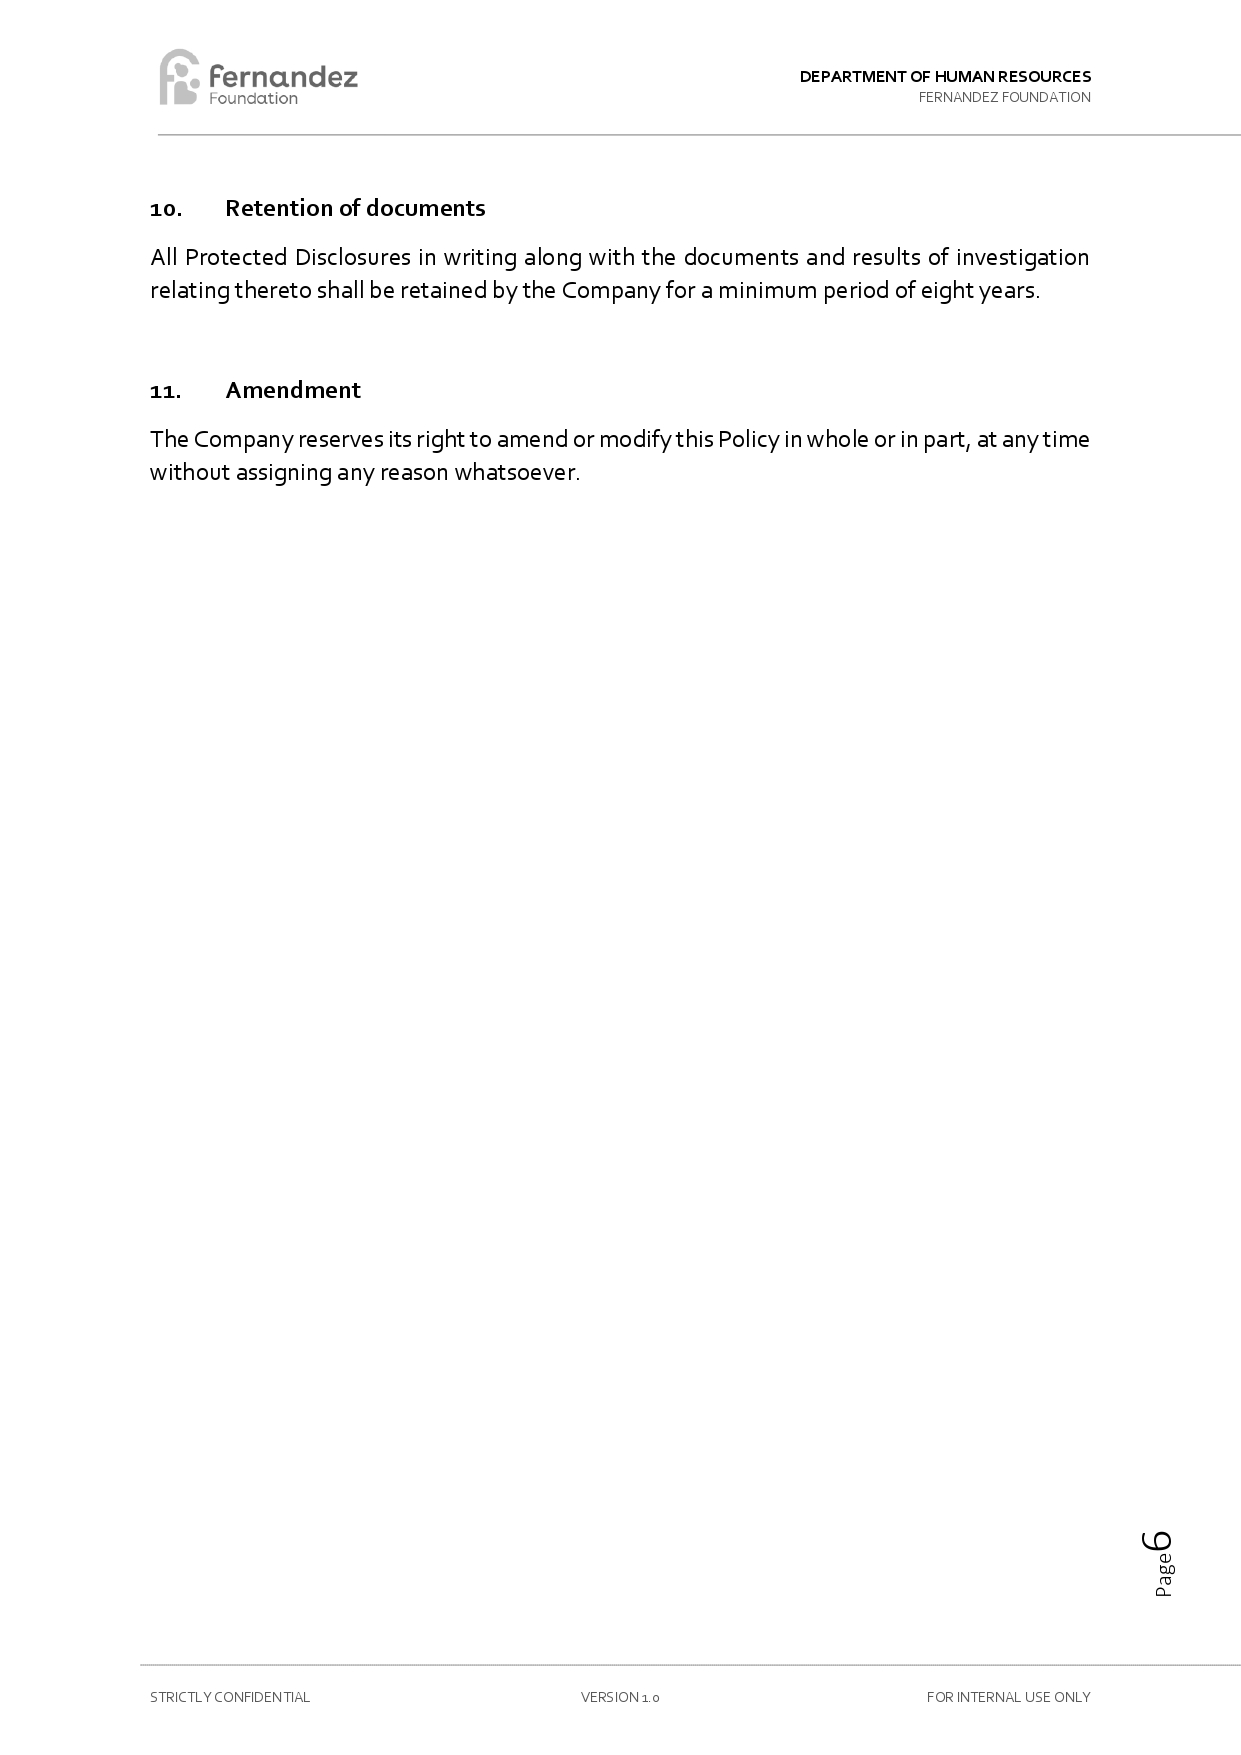 fernandez
Foundation
DEPARTMENT OF HUMAN RESOURCES
FERNANDEZ FOUNDATION
10. Retention of documents
All Protected Disclosures in writing along with the documents and results of investigation
relating thereto shall be retained by the Company for a minimum period of eight years.
11. Amendment
The Company reserves its right to amend or modify this Policy in whole or in part, at any time
without assigning any reason whatsoever.
Page 6
STRICTLY CONFIDENTIAL
VERSION 1.0
FOR INTERNAL USE ONLY